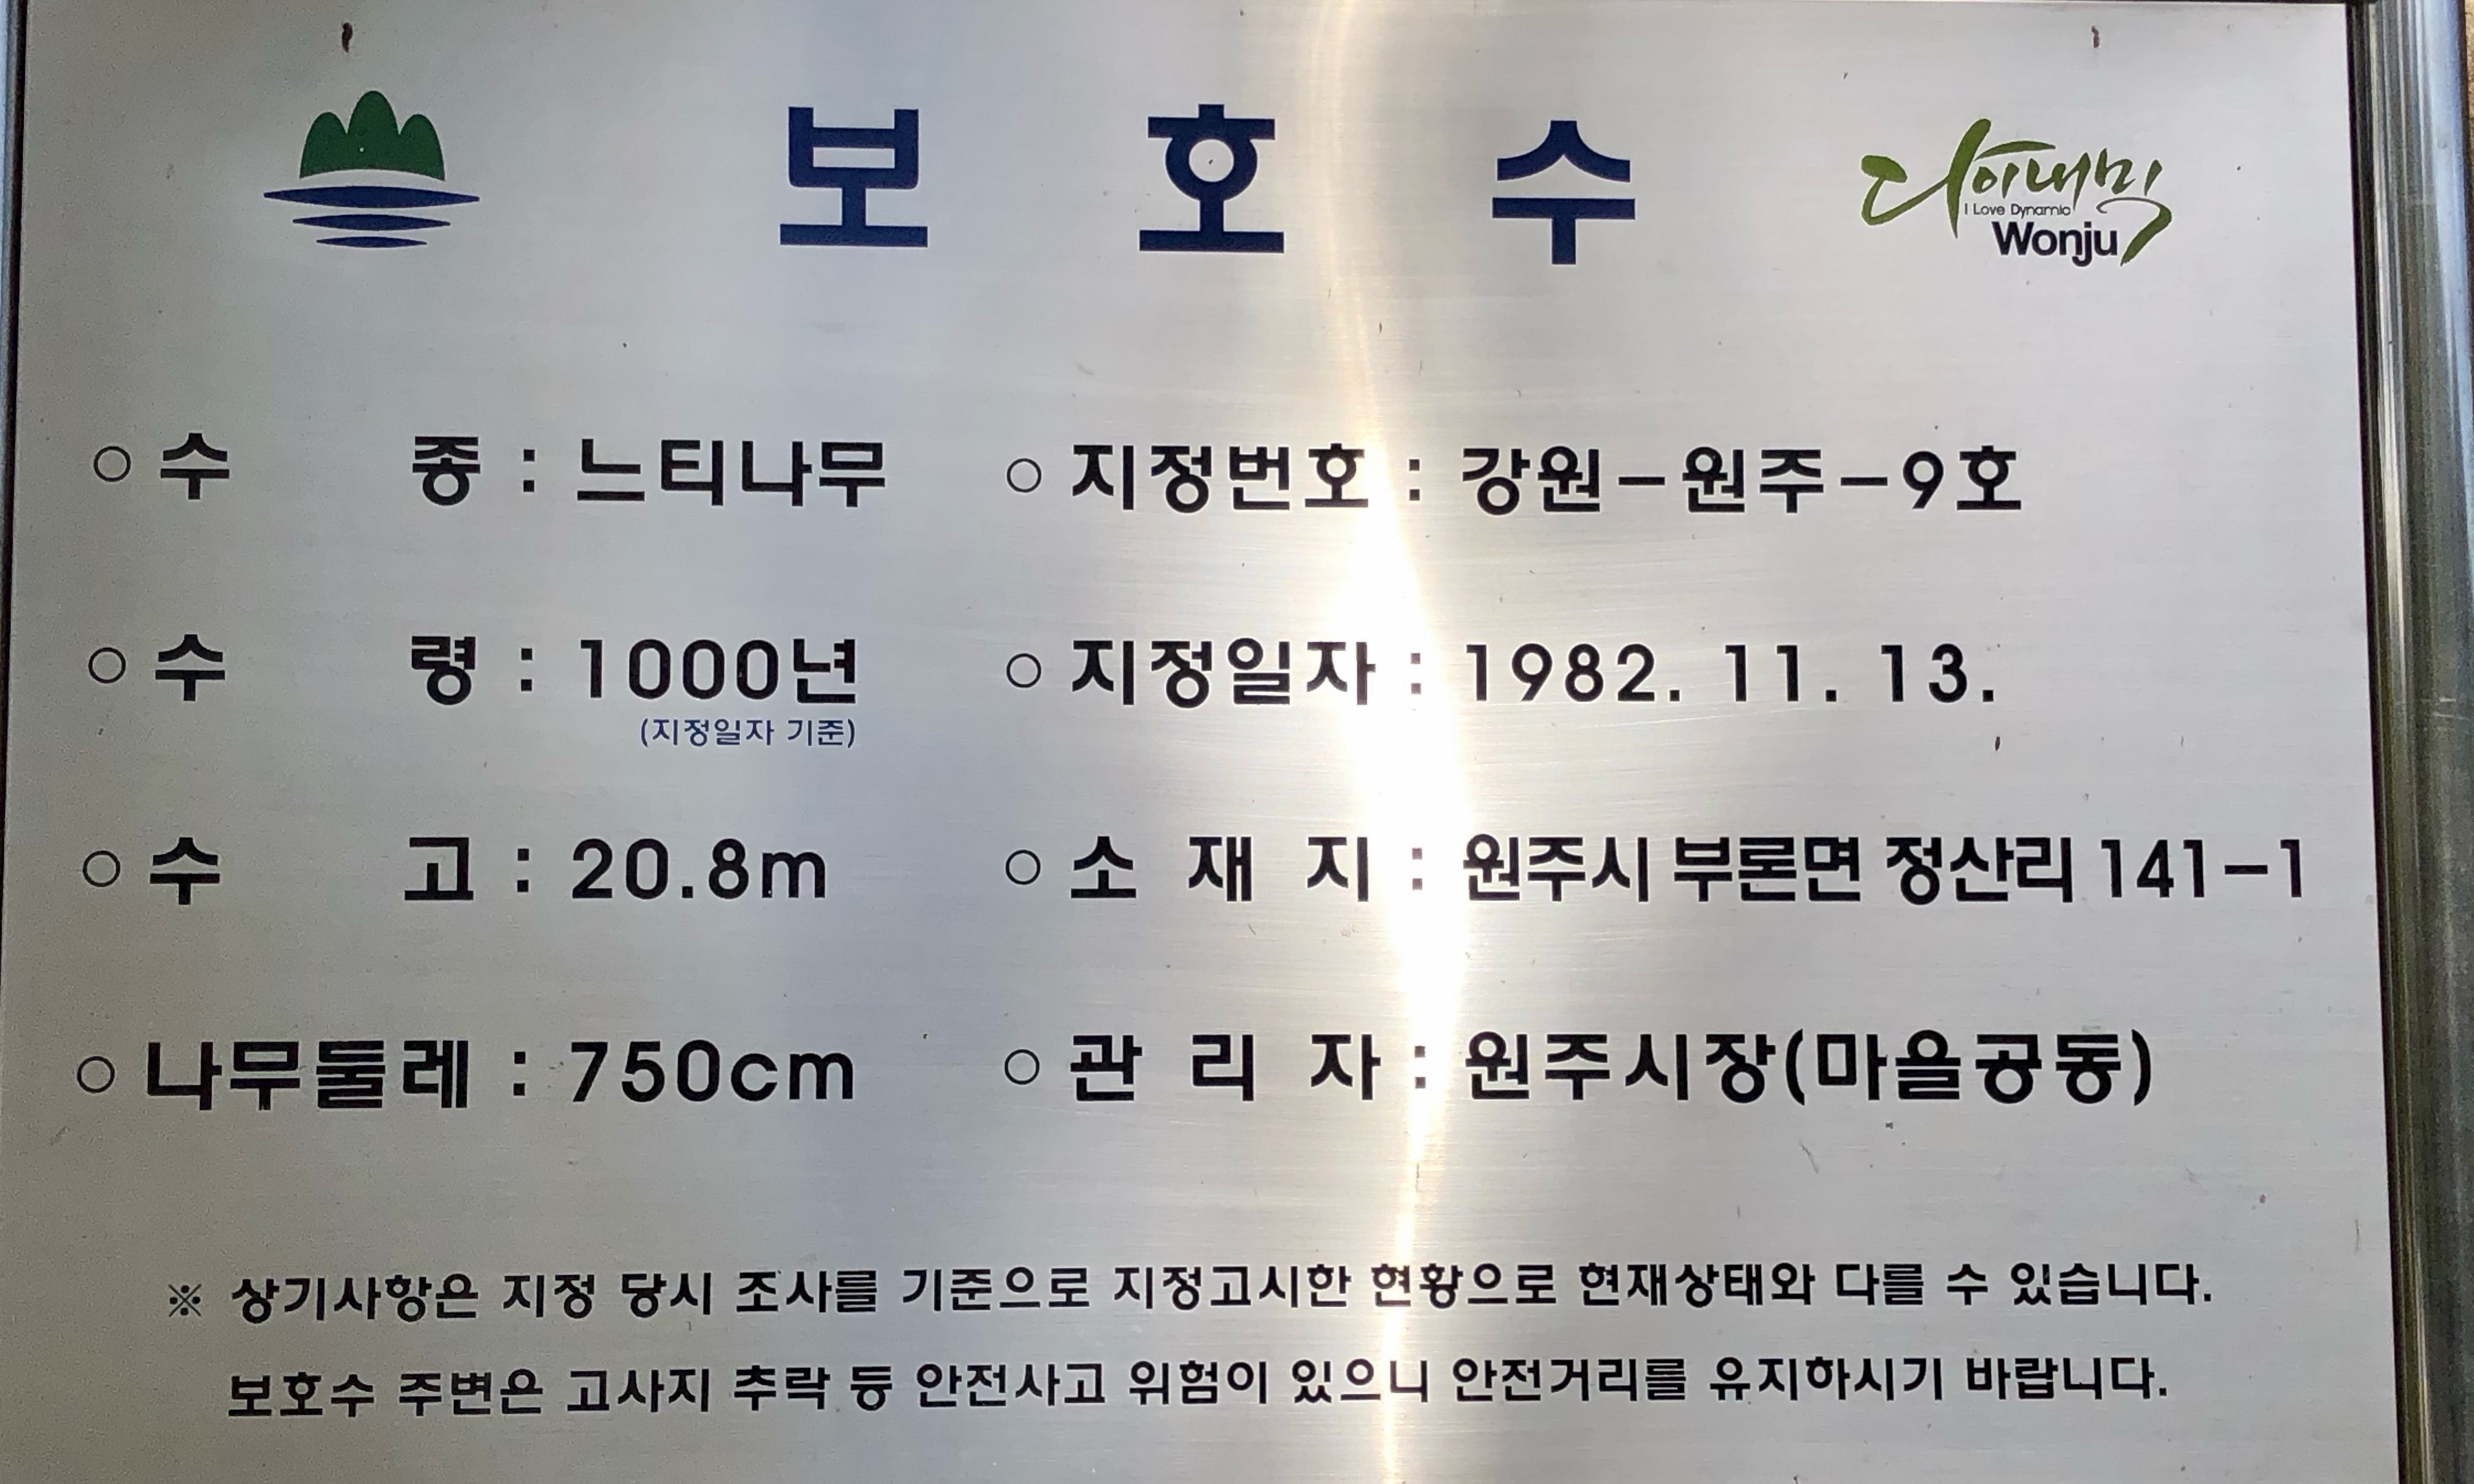 보 호 수
다이내믹
I Love Dynamic
Wonju
○ 수 종 : 느티나무 ○ 지정번호 : 강원-원주-9호
○ 수 령 : 1000년 ○ 지정일자 : 1982. 11. 13.
(지정일자 기준)
○ 수 고 : 20.8m ○ 소 재 지 : 원주시 부론면 정산리 141-1
○ 나무둘레 : 750cm ○ 관 리 자 : 원주시장(마을공동)
※ 상기사항은 지정 당시 조사를 기준으로 지정고시한 현황으로 현재상태와 다를 수 있습니다.
보호수 주변은 고사지 추락 등 안전사고 위험이 있으니 안전거리를 유지하시기 바랍니다.